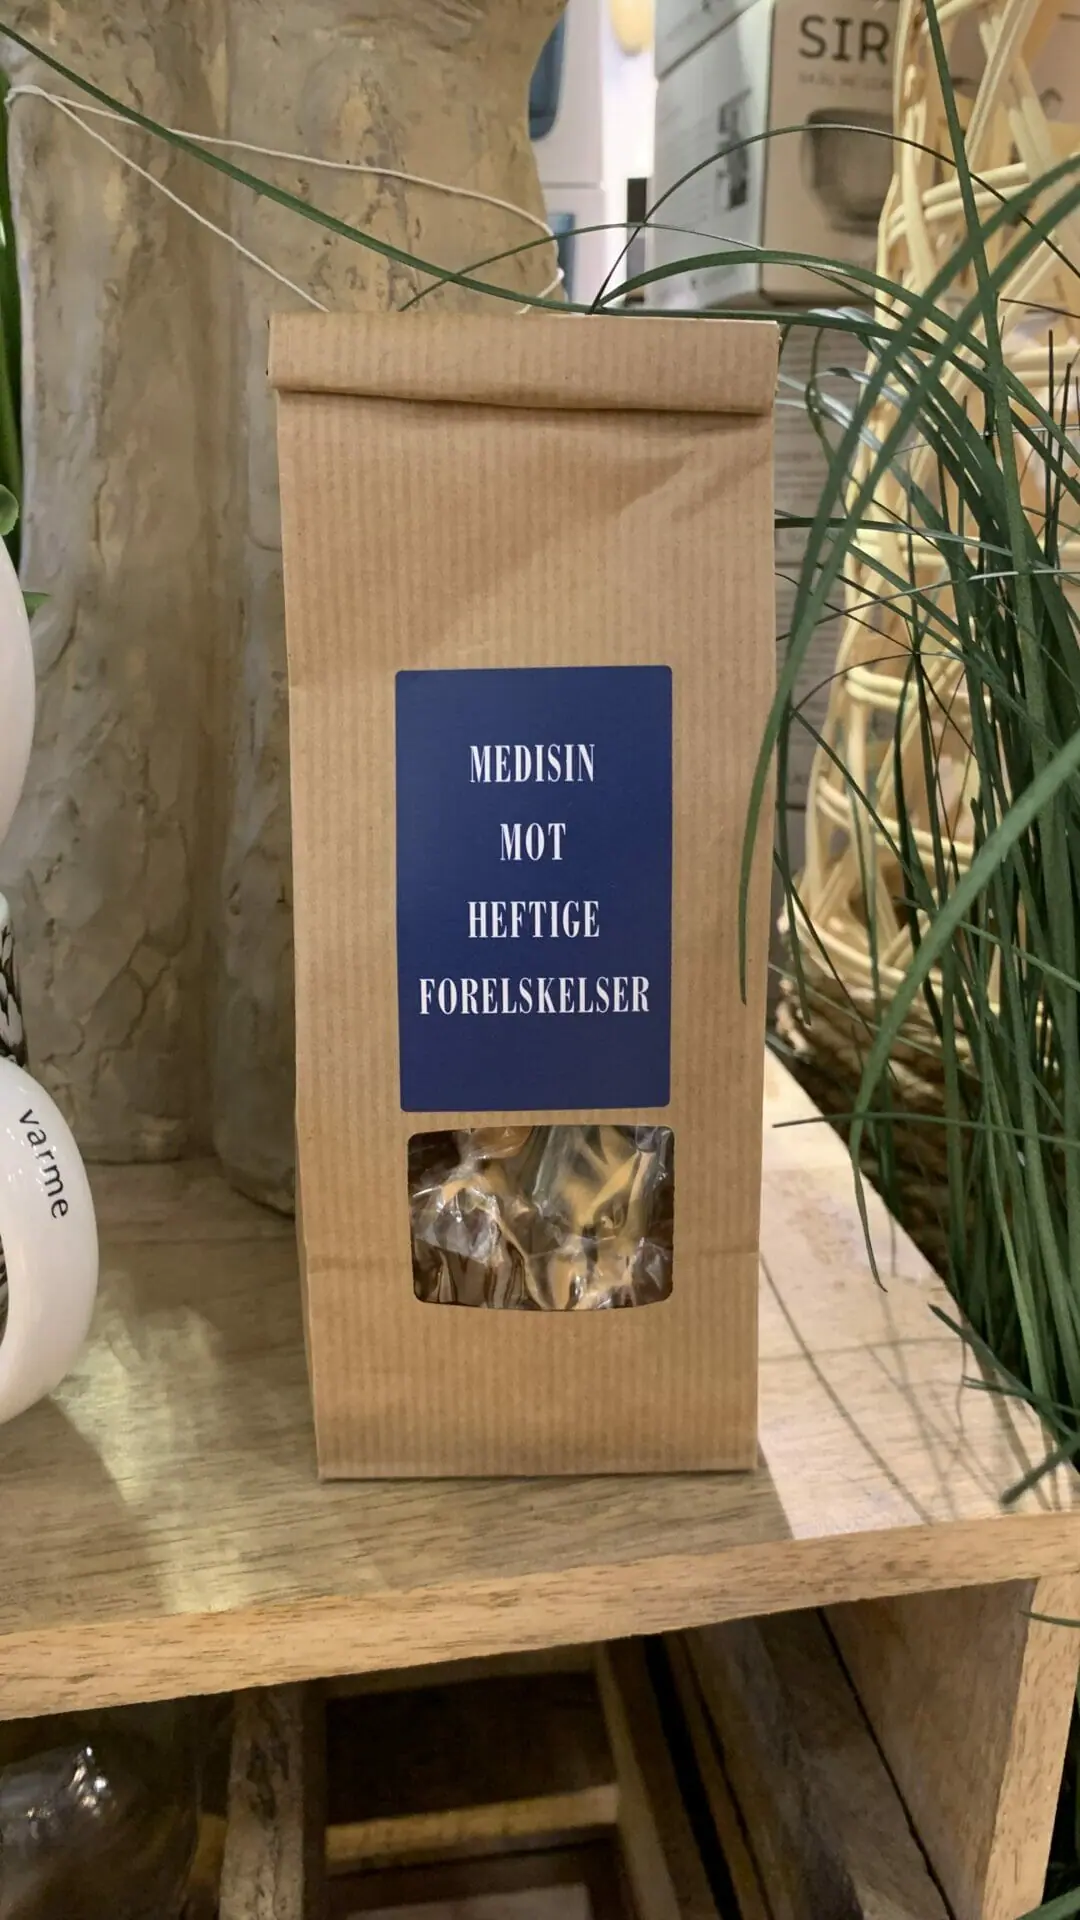 SIR
MEDISIN
MOT
HEFTIGE
FORELSKELSER
varme